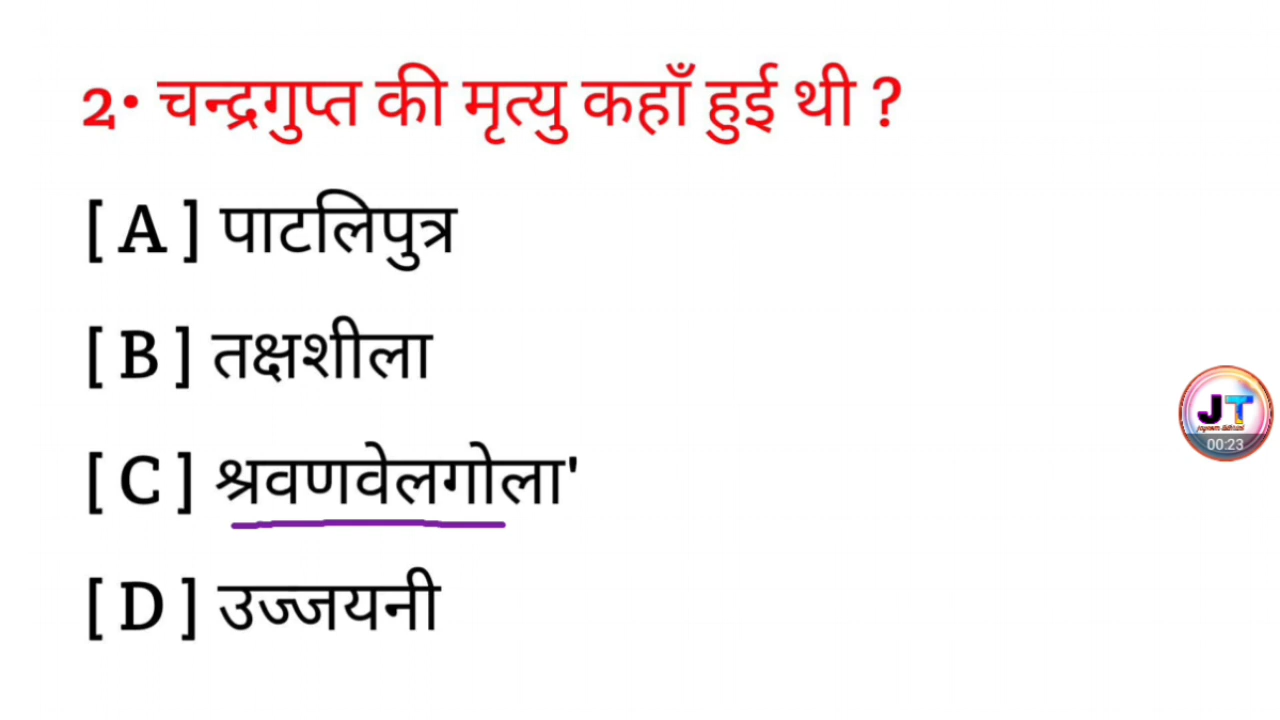 2• चन्द्रगुप्त की मृत्यु कहाँ हुई थी ?
[ A ] पाटलिपुत्र
[ B ] तक्षशीला
[ C ] श्रवणवेलगोला'
[ D ] उज्जयनी
JT
00:23